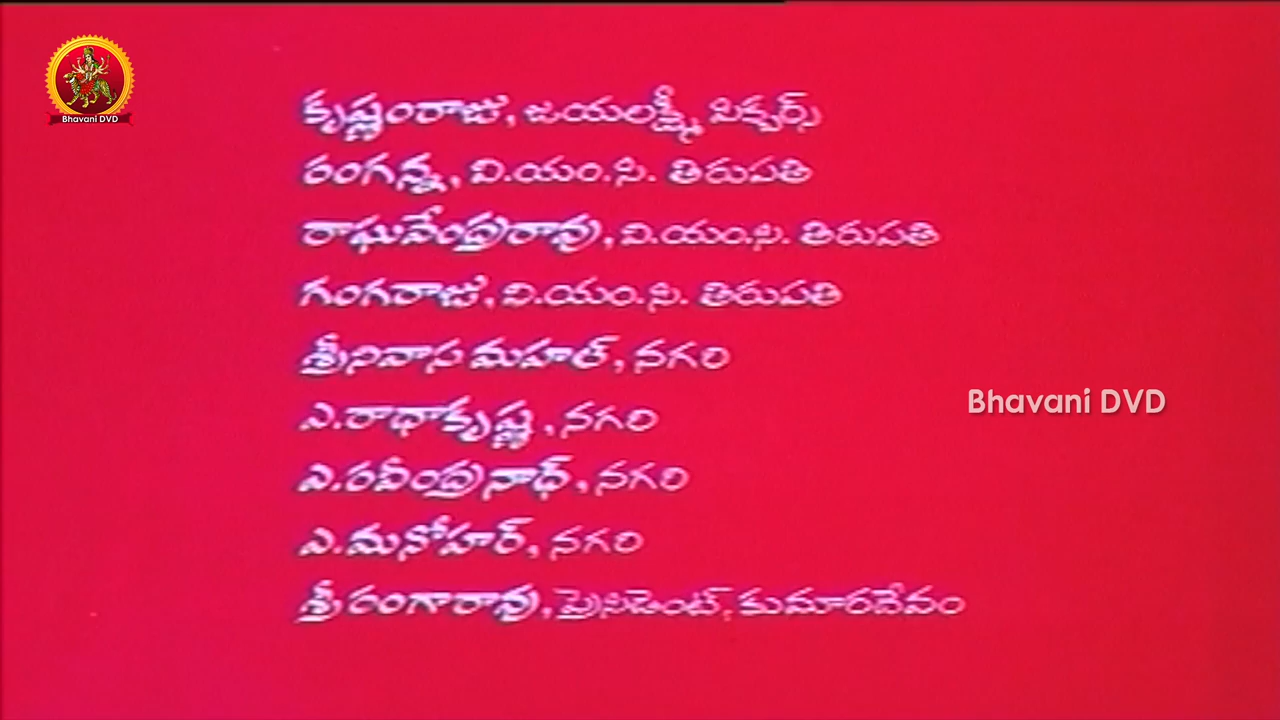 Bhavani DVD
కృష్ణంరాజు, జయలక్ష్మీ పిక్చర్స్
రంగన్న, వి.యం.సి. తిరుపతి
రాఘవేంద్రరావు, వి.యం.సి. తిరుపతి
గంగరాజు, వి.యం.సి. తిరుపతి
శ్రీనివాస మహల్, నగరి
Bhavani DVD
ఎ.రాధాకృష్ణ, నగరి
ఎ.రవీంద్రనాధ్, నగరి
ఎ.మనోహర్, నగరి
శ్రీ రంగారావు, ప్రెసిడెంట్, కుమారదేవం